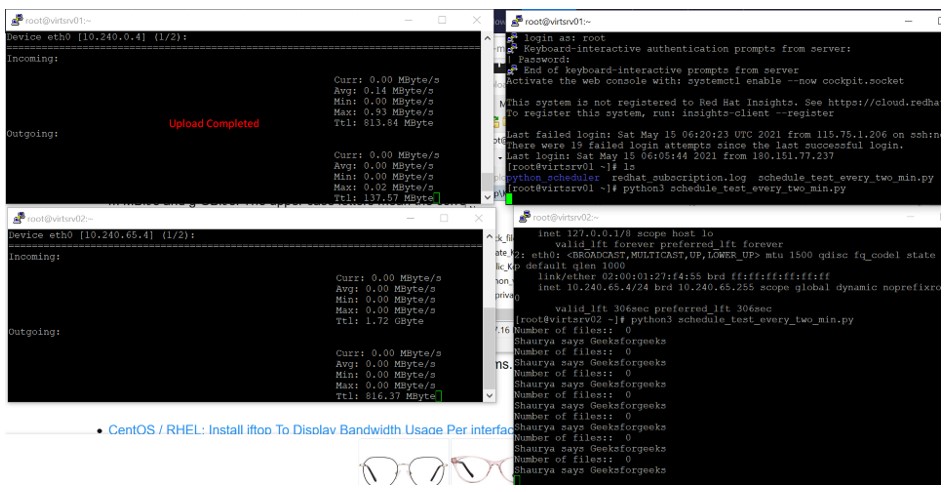 root@virtsrv01:~
Device eth0 [10.240.0.4] (1/2):
Incoming:
Curr: 0.00 MByte/s
Avg: 0.14 MByte/s
Min: 0.00 MByte/s
Max: 0.93 MByte/s
Ttl: 813.84 MByte
Upload Completed
Outgoing:
Curr: 0.00 MByte/s
Avg: 0.00 MByte/s
Min: 0.00 MByte/s
Max: 0.02 MByte/s
Ttl: 137.57 MByte
root@virtsrv01:~
login as: root
Keyboard-interactive authentication prompts from server:
| Password:
End of keyboard-interactive prompts from server
Activate the web console with: systemctl enable --now cockpit.socket
This system is not registered to Red Hat Insights. See https://cloud.redha
To register this system, run: insights-client --register
Last failed login: Sat May 15 06:20:23 UTC 2021 from 115.75.1.206 on ssh:n
There were 19 failed login attempts since the last successful login.
Last login: Sat May 15 06:05:44 2021 from 180.151.77.237
[root@virtsrv01 ~]# ls
python_scheduler redhat_subscription.log schedule_test_every_two_min.py
[root@virtsrv01 ~]# python3 schedule_test_every_two_min.py
root@virtsrv02:~
Device eth0 [10.240.65.4] (1/2):
Incoming:
Curr: 0.00 MByte/s
Avg: 0.00 MByte/s
Min: 0.00 MByte/s
Max: 0.00 MByte/s
Ttl: 1.72 GByte
Outgoing:
Curr: 0.00 MByte/s
Avg: 0.00 MByte/s
Min: 0.00 MByte/s
Max: 0.00 MByte/s
Ttl: 816.37 MByte
root@virtsrv02:~
inet 127.0.0.1/8 scope host lo
valid_lft forever preferred_lft forever
2: eth0: <BROADCAST,MULTICAST,UP,LOWER_UP> mtu 1500 qdisc fq_codel state
p default qlen 1000
link/ether 02:00:01:27:f4:55 brd ff:ff:ff:ff:ff:ff
inet 10.240.65.4/24 brd 10.240.65.255 scope global dynamic noprefixro
0
valid_lft 306sec preferred_lft 306sec
[root@virtsrv02 ~]# python3 schedule_test_every_two_min.py
Number of files:: 0
Shaurya says Geeksforgeeks
Number of files:: 0
Shaurya says Geeksforgeeks
Number of files:: 0
Shaurya says Geeksforgeeks
Number of files:: 0
Shaurya says Geeksforgeeks
Number of files:: 0
Shaurya says Geeksforgeeks
Number of files:: 0
Shaurya says Geeksforgeeks
Number of files:: 0
Shaurya says Geeksforgeeks
7.16
ms.
CentOS / RHEL: Install iftop To Display Bandwidth Usage Per interfac